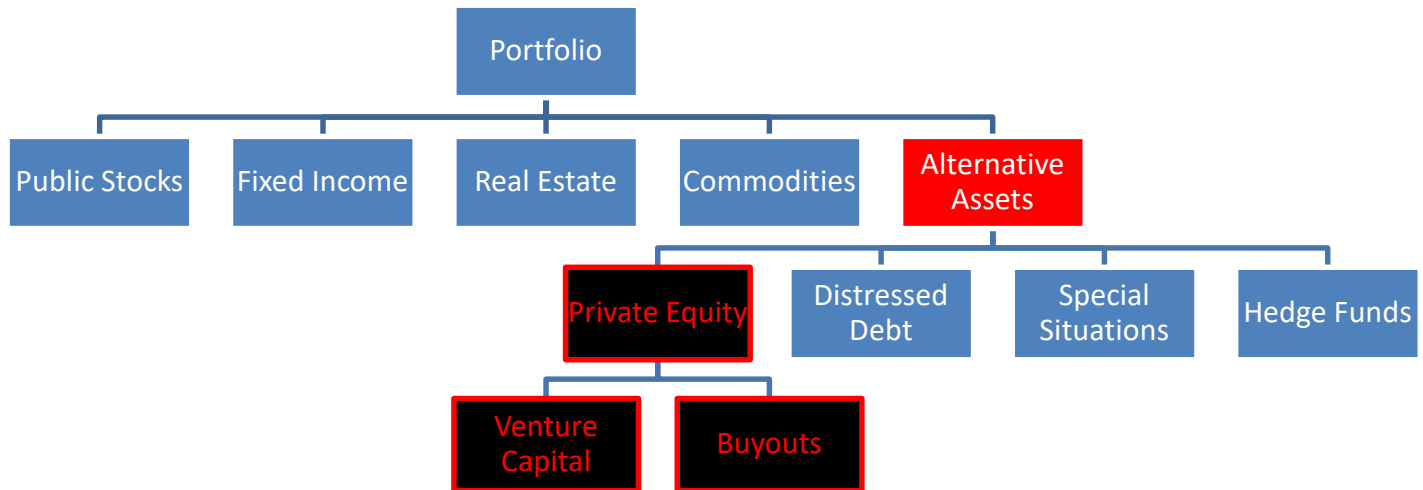 Portfolio
Public Stocks
Fixed Income
Real Estate
Commodities
Alternative
Assets
Private Equity
Distressed
Debt
Special
Situations
Hedge Funds
Venture
Capital
Buyouts